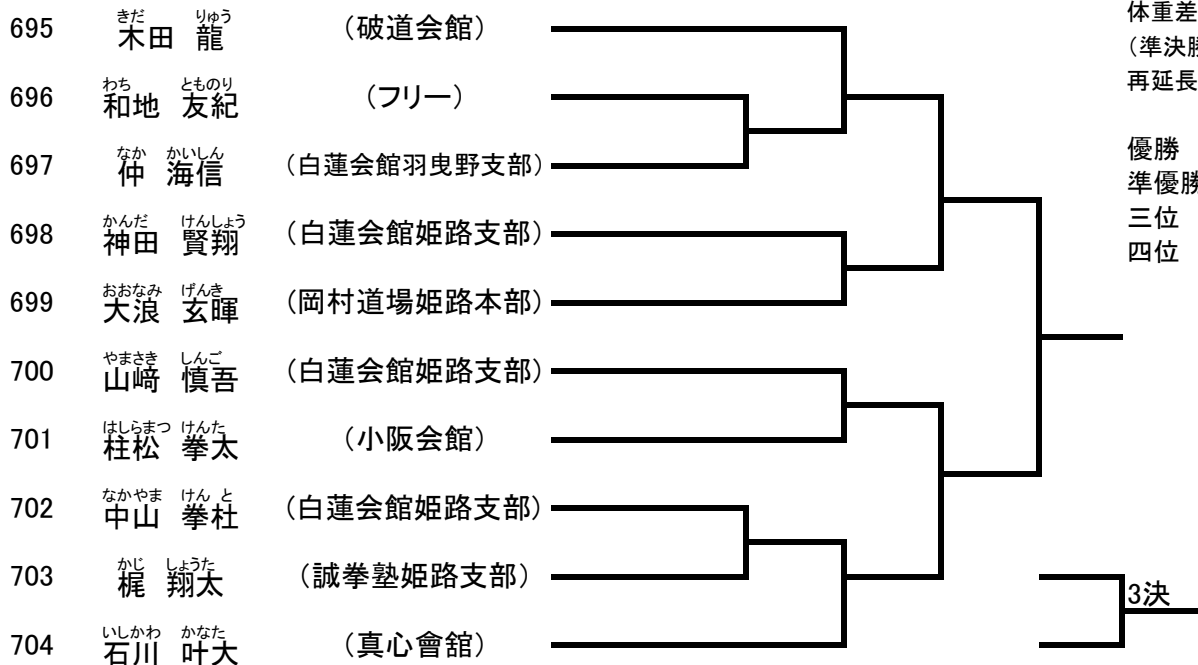 695 木田 龍 (破道会館)
きだ りゅう
696 和地 友紀 (フリー)
わち とものり
697 仲 海信 (白蓮会館羽曳野支部)
なか かいしん
698 神田 賢翔 (白蓮会館姫路支部)
かんだ けんしょう
699 大浪 玄暉 (岡村道場姫路本部)
おおなみ げんき
700 山﨑 慎吾 (白蓮会館姫路支部)
やまさき しんご
701 柱松 拳太 (小阪会館)
はしらまつ けんた
702 中山 拳杜 (白蓮会館姫路支部)
なかやま けん と
703 梶 翔太 (誠拳塾姫路支部)
かじ しょうた
704 石川 叶大 (真心會舘)
いしかわ かなた
体重差
(準決勝
再延長
優勝
準優勝
三位
四位
3決